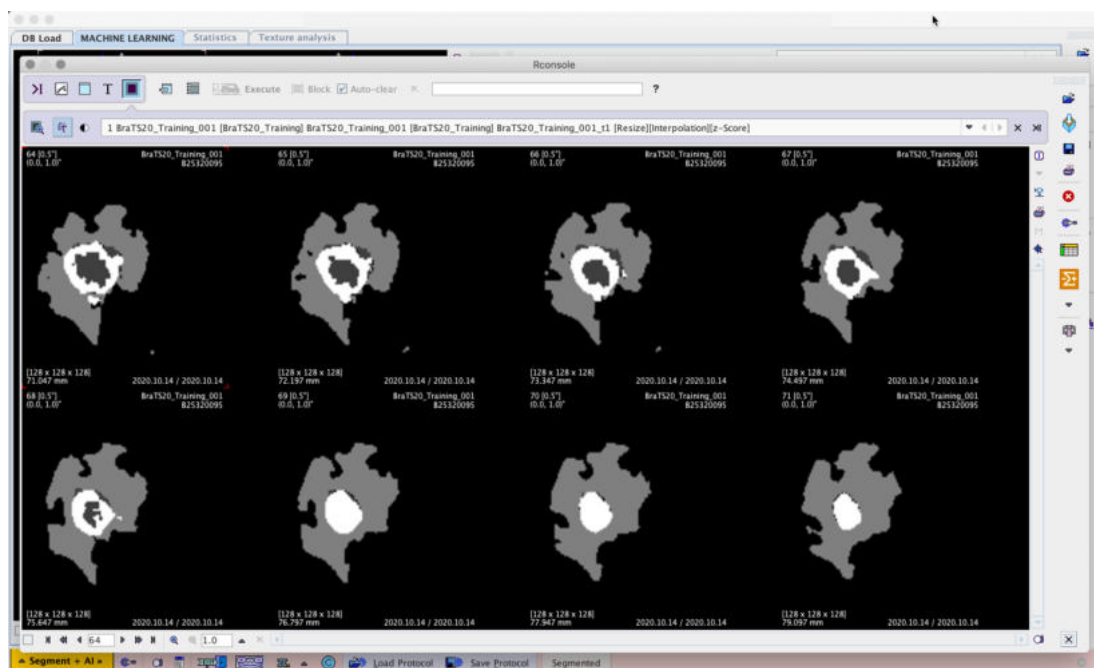 DB Load MACHINE LEARNING Statistics Texture analysis
Rconsole
T Execute Block Auto-clear ?
1 BraTS20_Training_001 [BraTS20_Training] BraTS20_Training_001 [BraTS20_Training] BraTS20_Training_001_t1 [Resize][Interpolation][z-Score]
64 [0.5"] BraTS20_Training_001 65 [0.5"] BraTS20_Training_001 66 [0.5"] BraTS20_Training_001 67 [0.5"] BraTS20_Training_001
(0.0, 1.0)" B25320095 (0.0, 1.0)" B25320095 (0.0, 1.0)" B25320095 (0.0, 1.0)" B25320095
[128 x 128 x 128] [128 x 128 x 128] [128 x 128 x 128] [128 x 128 x 128]
71.047 mm 2020.10.14 / 2020.10.14 72.197 mm 2020.10.14 / 2020.10.14 73.347 mm 2020.10.14 / 2020.10.14 74.497 mm 2020.10.14 / 2020.10.14
68 [0.5"] BraTS20_Training_001 69 [0.5"] BraTS20_Training_001 70 [0.5"] BraTS20_Training_001 71 [0.5"] BraTS20_Training_001
(0.0, 1.0)" B25320095 (0.0, 1.0)" B25320095 (0.0, 1.0)" B25320095 (0.0, 1.0)" B25320095
[128 x 128 x 128] [128 x 128 x 128] [128 x 128 x 128] [128 x 128 x 128]
75.647 mm 2020.10.14 / 2020.10.14 76.797 mm 2020.10.14 / 2020.10.14 77.947 mm 2020.10.14 / 2020.10.14 79.097 mm 2020.10.14 / 2020.10.14
64 1.0
Segment + AI Load Protocol Save Protocol Segmented